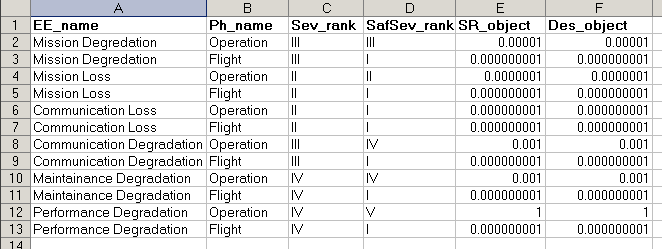 A B C D E F
1 EE_name Ph_name Sev_rank SafSev_rank SR_object Des_object
2 Mission Degredation Operation III III 0.00001 0.00001
3 Mission Degredation Flight III I 0.000000001 0.000000001
4 Mission Loss Operation II II 0.0000001 0.0000001
5 Mission Loss Flight II I 0.000000001 0.000000001
6 Communication Loss Operation II I 0.000000001 0.000000001
7 Communication Loss Flight II I 0.000000001 0.000000001
8 Communication Degradation Operation III IV 0.001 0.001
9 Communication Degradation Flight III I 0.000000001 0.000000001
10 Maintainance Degradation Operation IV IV 0.001 0.001
11 Maintainance Degradation Flight IV I 0.000000001 0.000000001
12 Performance Degradation Operation IV V 1 1
13 Performance Degradation Flight IV I 0.000000001 0.000000001
14